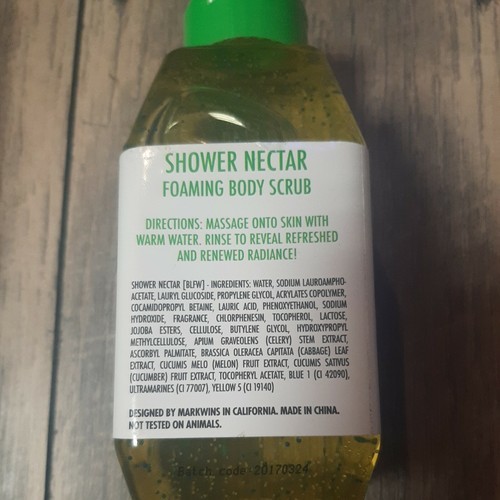 SHOWER NECTAR
FOAMING BODY SCRUB
DIRECTIONS: MASSAGE ONTO SKIN WITH
WARM WATER. RINSE TO REVEAL REFRESHED
AND RENEWED RADIANCE!
SHOWER NECTAR [BLFW] - INGREDIENTS: WATER, SODIUM LAUROAMPHO-
ACETATE, LAURYL GLUCOSIDE, PROPYLENE GLYCOL, ACRYLATES COPOLYMER,
COCAMIDOPROPYL BETAINE, LAURIC ACID, PHENOXYETHANOL, SODIUM
HYDROXIDE, FRAGRANCE, CHLORPHENESIN, TOCOPHEROL, LACTOSE,
JOJOBA ESTERS, CELLULOSE, BUTYLENE GLYCOL, HYDROXYPROPYL
METHYLCELLULOSE, APIUM GRAVEOLENS (CELERY) STEM EXTRACT,
ASCORBYL PALMITATE, BRASSICA OLERACEA CAPITATA (CABBAGE) LEAF
EXTRACT, CUCUMIS MELO (MELON) FRUIT EXTRACT, CUCUMIS SATIVUS
(CUCUMBER) FRUIT EXTRACT, TOCOPHERYL ACETATE, BLUE 1 (CI 42090),
ULTRAMARINES (CI 77007), YELLOW 5 (CI 19140)
DESIGNED BY MARKWINS IN CALIFORNIA. MADE IN CHINA.
NOT TESTED ON ANIMALS.
Batch code 20170324